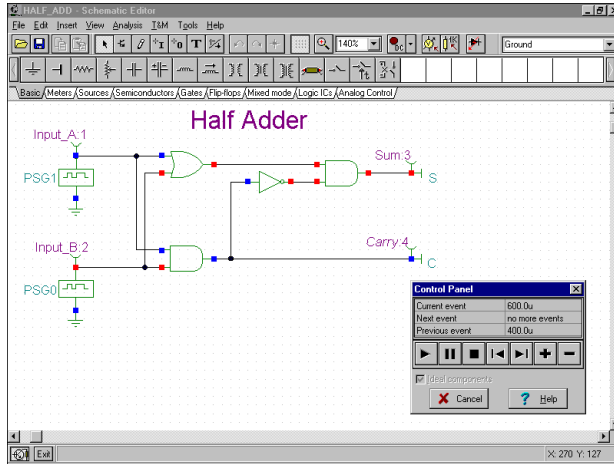 HALF_ADD - Schematic Editor
File Edit Insert View Analysis T&M Tools Help
140%
DC
Ground
Basic Meters Sources Semiconductors Gates Flip-flops Mixed mode Logic ICs Analog Control
Half Adder
Input_A:1
Sum:3
PSG1
S
Input_B:2
Carry:4
C
PSG0
Control Panel
Current event 600.0u
Next event no more events
Previous event 400.0u
Ideal components
Cancel Help
Exit
X: 270 Y: 127